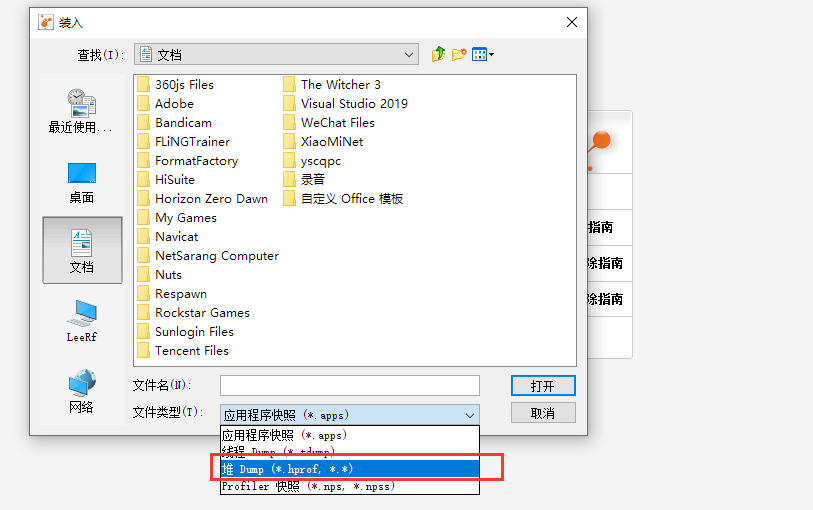 装入
查找(I):
文档
最近使用...
桌面
文档
LeeRf
网络
360js Files
Adobe
Bandicam
FLiNGTrainer
FormatFactory
HiSuite
Horizon Zero Dawn
My Games
Navicat
NetSarang Computer
Nuts
Respawn
Rockstar Games
Sunlogin Files
Tencent Files
The Witcher 3
Visual Studio 2019
WeChat Files
XiaoMiNet
yscqpc
录音
自定义 Office 模板
指南
除指南
除指南
文件名(N):
打开
文件类型(T):
应用程序快照 (*.apps)
取消
应用程序快照 (*.apps)
线程 Dump (*.tdump)
堆 Dump (*.hprof, *.*)
Profiler 快照 (*.nps, *.npss)